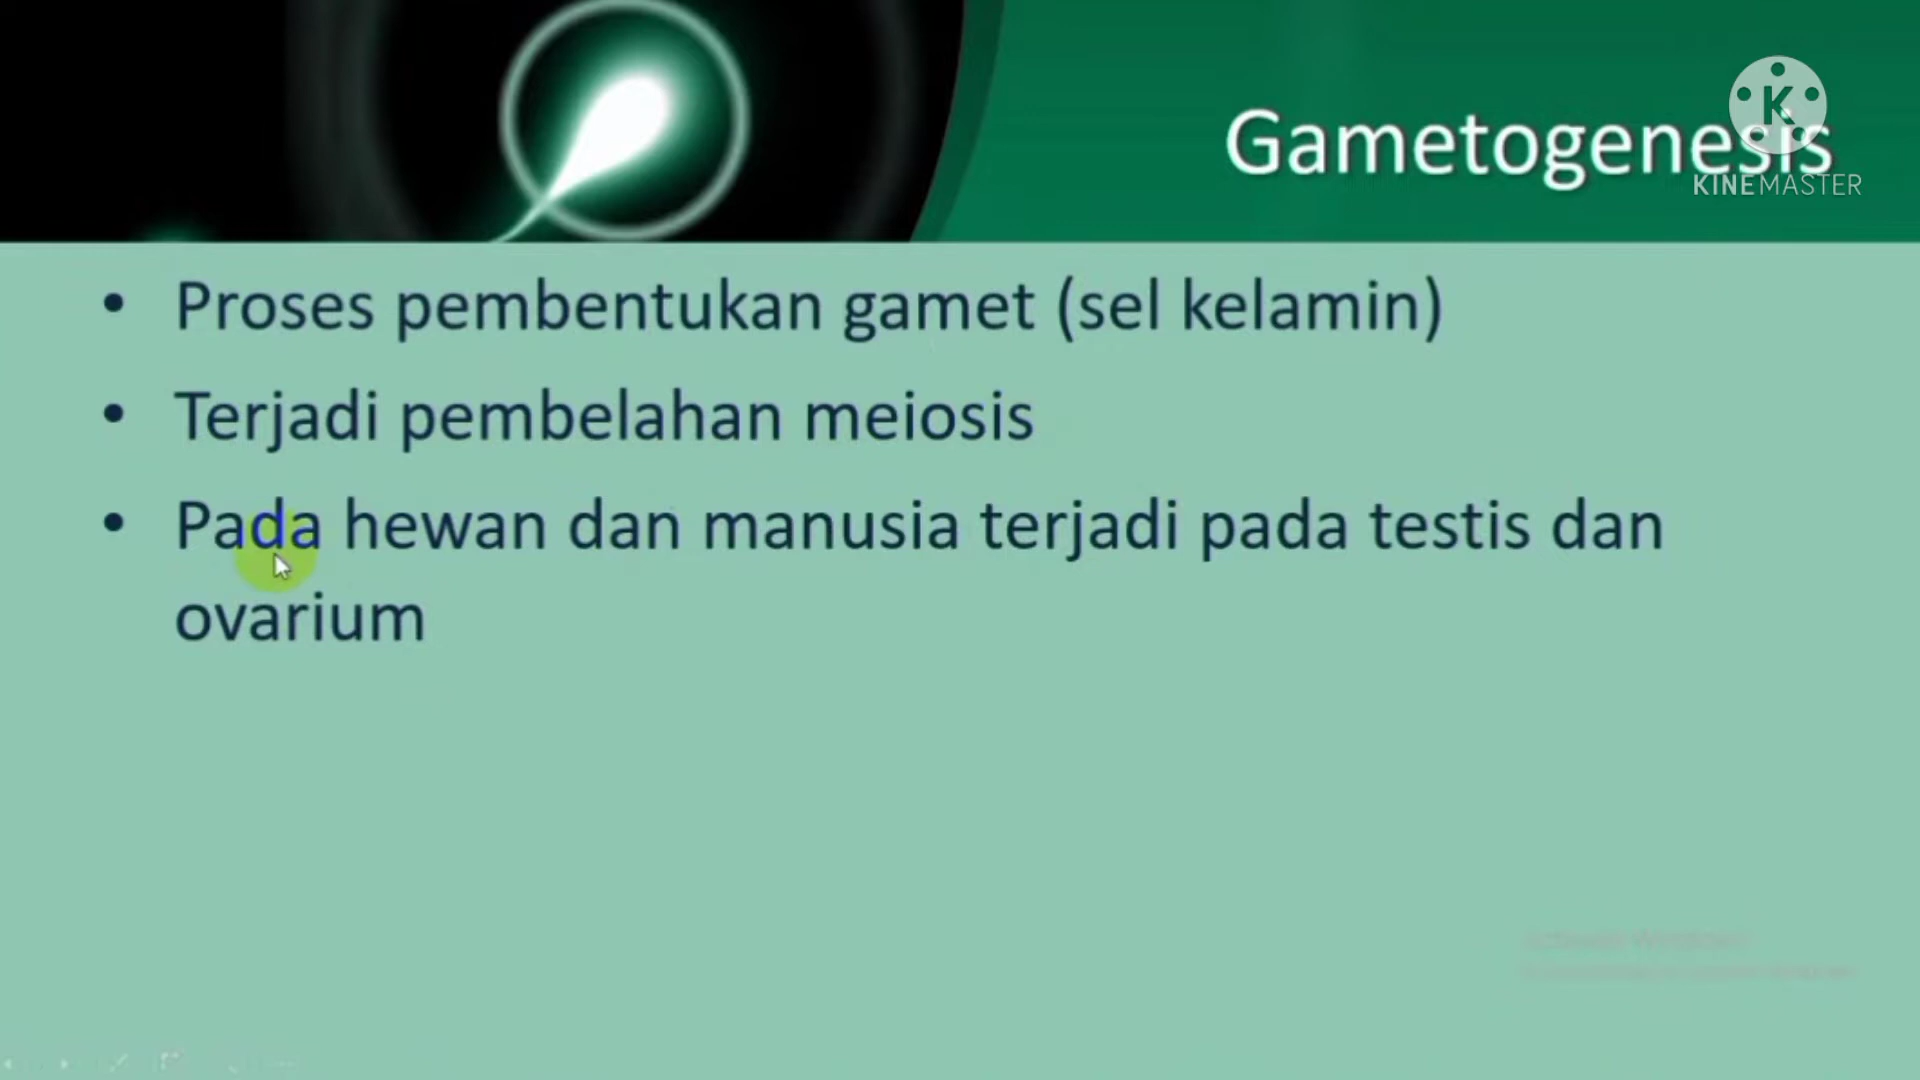 Gametogenesis
KINEMASTER
• Proses pembentukan gamet (sel kelamin)
• Terjadi pembelahan meiosis
• Pada hewan dan manusia terjadi pada testis dan
ovarium